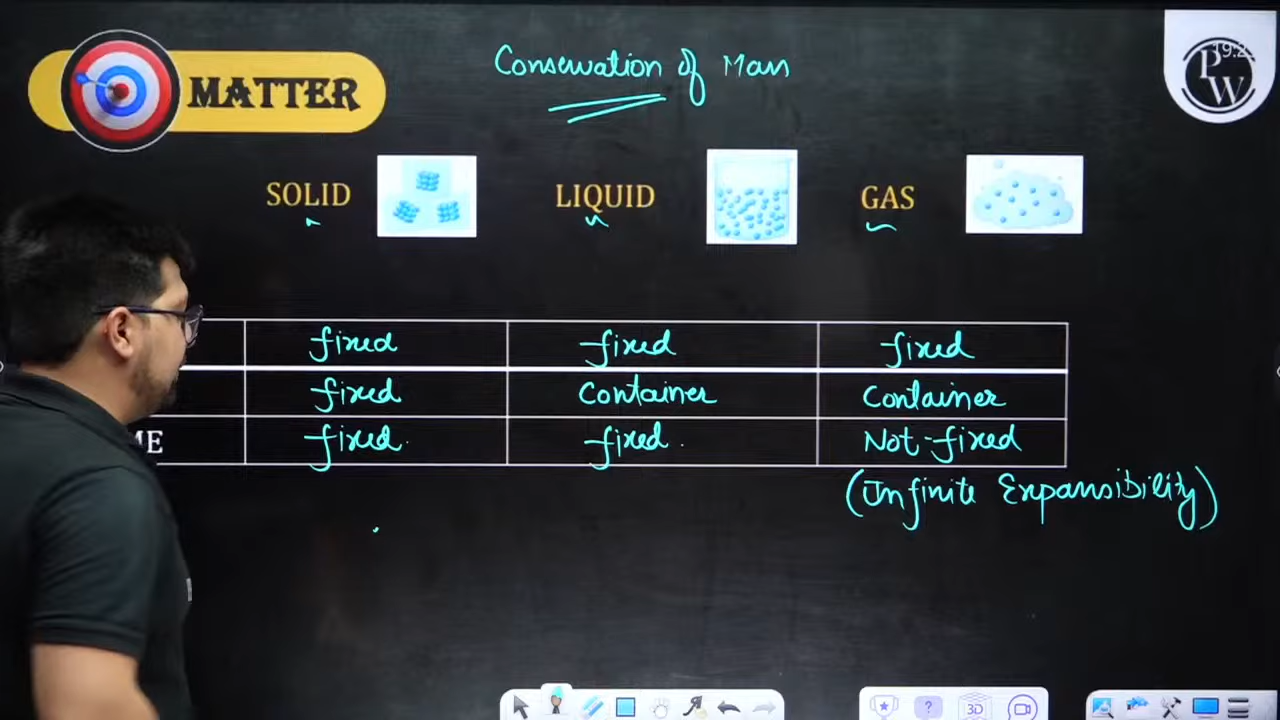 Conservation of Mass
MATTER
PW
SOLID LIQUID GAS
fixed fixed fixed
fixed Container Container
ME fixed. fixed. Not-fixed
(Infinite Expansibility)
3D